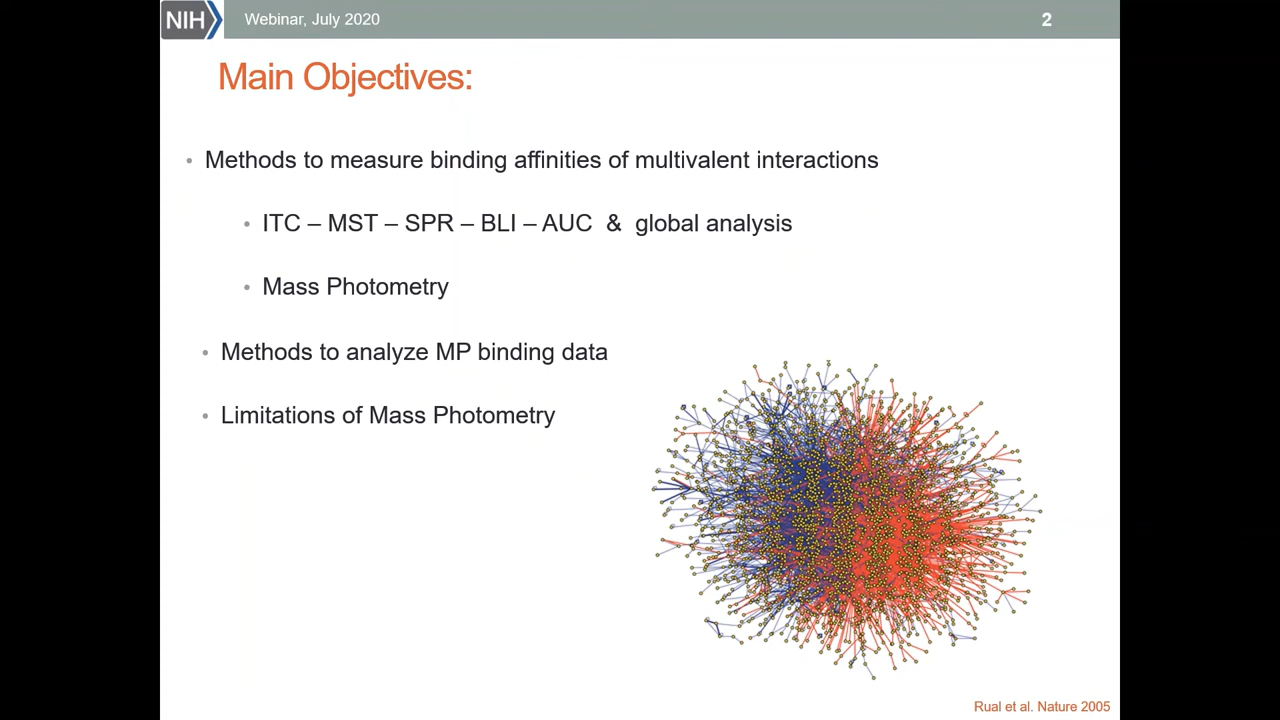 NIH
Webinar, July 2020
2
Main Objectives:
• Methods to measure binding affinities of multivalent interactions
• ITC – MST – SPR – BLI – AUC & global analysis
• Mass Photometry
• Methods to analyze MP binding data
• Limitations of Mass Photometry
Rual et al. Nature 2005